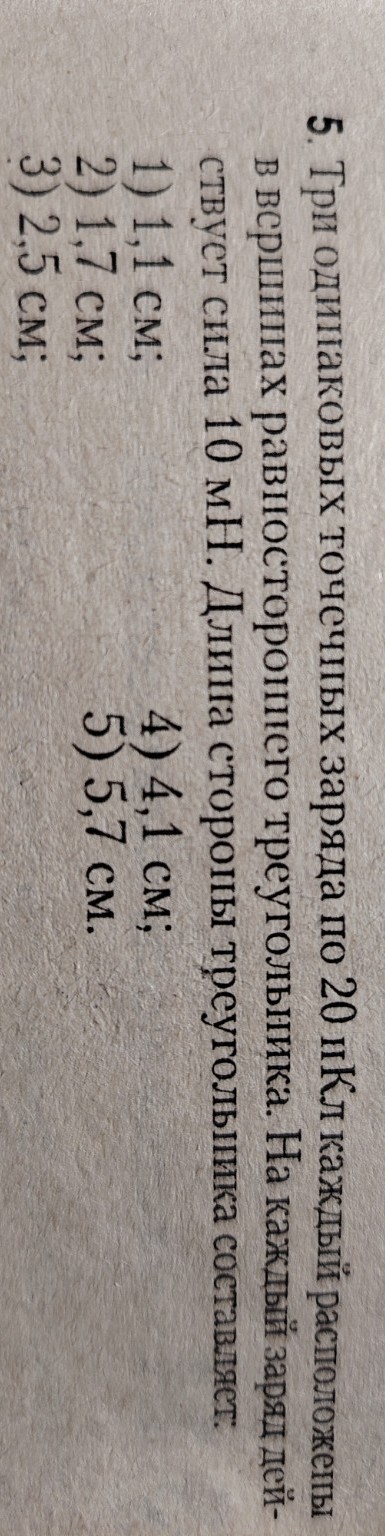 5. Три одинаковых точечных заряда по 20 нКл каждый расположены
в вершинах равностороннего треугольника. На каждый заряд дей-
ствует сила 10 мН. Длина стороны треугольника составляет:
1) 1,1 см;
2) 1,7 см;
3) 2,5 см;
4) 4,1 см;
5) 5,7 см.